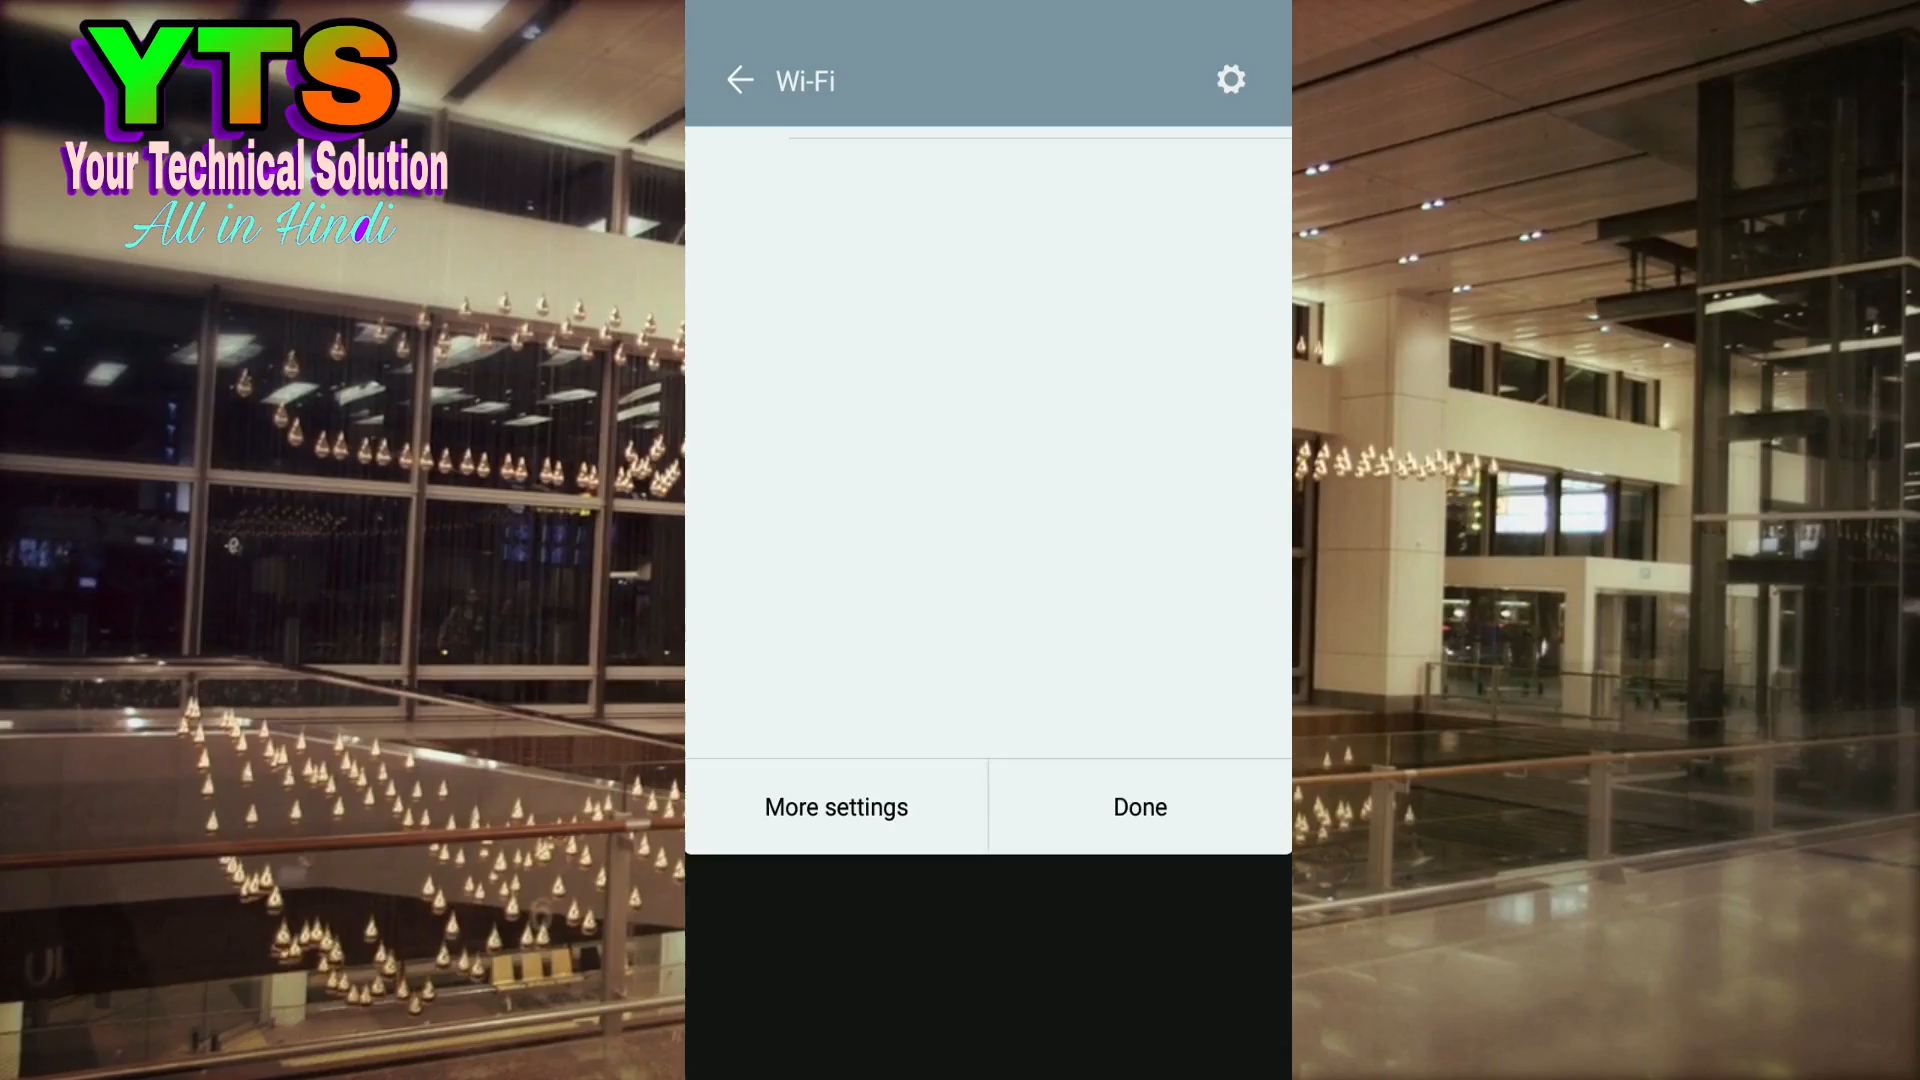 YTS
Your Technical Solution
All in Hindi
Wi-Fi
More settings
Done